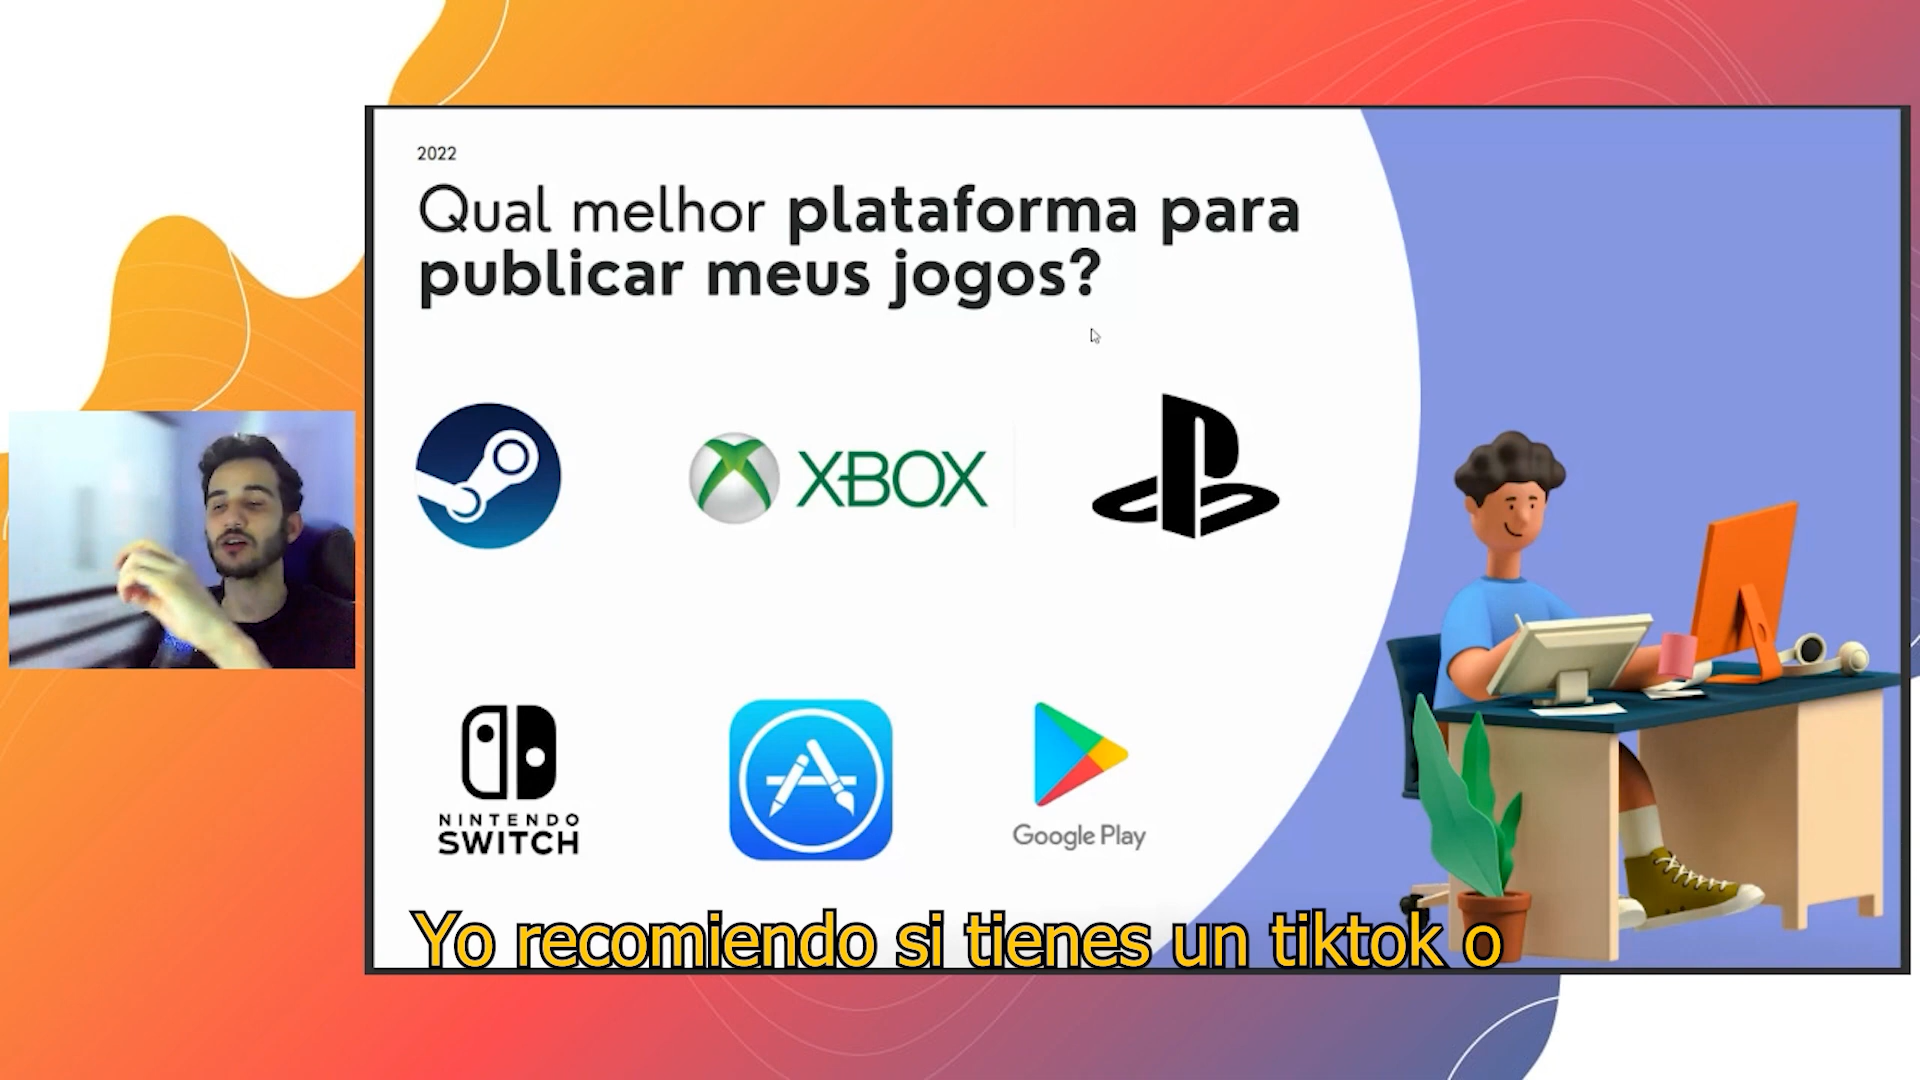 2022
Qual melhor plataforma para
publicar meus jogos?
XBOX
NINTENDO
SWITCH
Google Play
Yo recomiendo si tienes un tiktok o